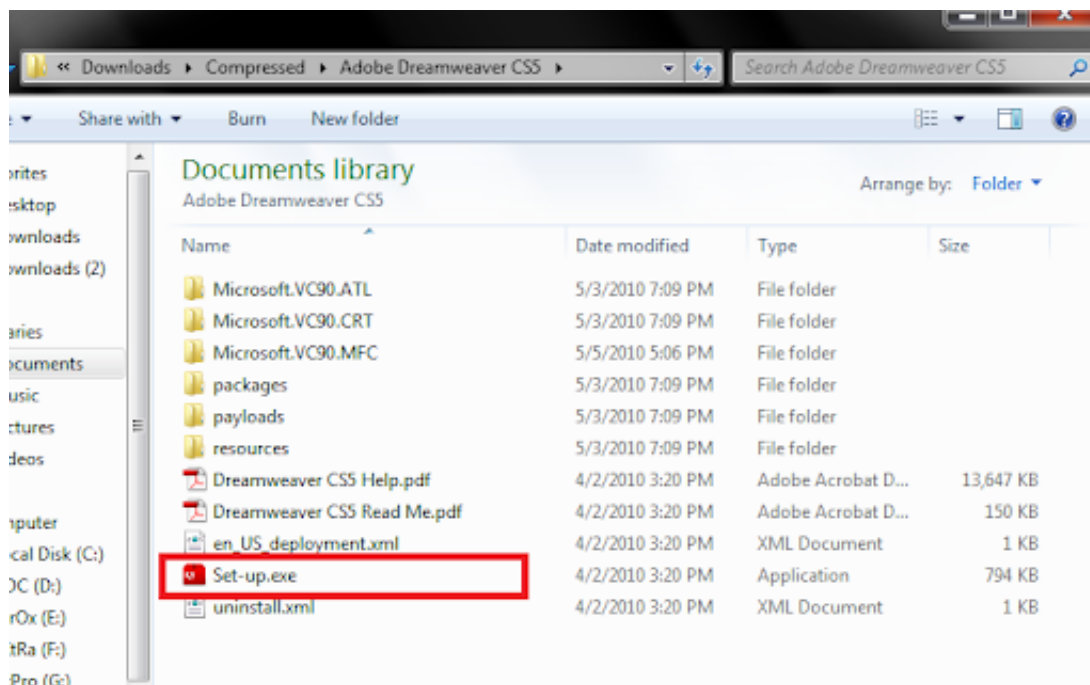 « Downloads ▸ Compressed ▸ Adobe Dreamweaver CS5 ▸ Search Adobe Dreamweaver CS5
Share with Burn New folder
Documents library
Adobe Dreamweaver CS5
Arrange by: Folder
Name Date modified Type Size
Microsoft.VC90.ATL 5/3/2010 7:09 PM File folder
Microsoft.VC90.CRT 5/3/2010 7:09 PM File folder
Microsoft.VC90.MFC 5/5/2010 5:06 PM File folder
packages 5/3/2010 7:09 PM File folder
payloads 5/3/2010 7:09 PM File folder
resources 5/3/2010 7:09 PM File folder
Dreamweaver CS5 Help.pdf 4/2/2010 3:20 PM Adobe Acrobat D... 13,647 KB
Dreamweaver CS5 Read Me.pdf 4/2/2010 3:20 PM Adobe Acrobat D... 150 KB
en_US_deployment.xml 4/2/2010 3:20 PM XML Document 1 KB
Set-up.exe 4/2/2010 3:20 PM Application 794 KB
uninstall.xml 4/2/2010 3:20 PM XML Document 1 KB
orites
esktop
ownloads
ownloads (2)
aries
ocuments
usic
ctures
deos
mputer
cal Disk (C:)
OC (D:)
rOx (E:)
tRa (F:)
Pro (G:)